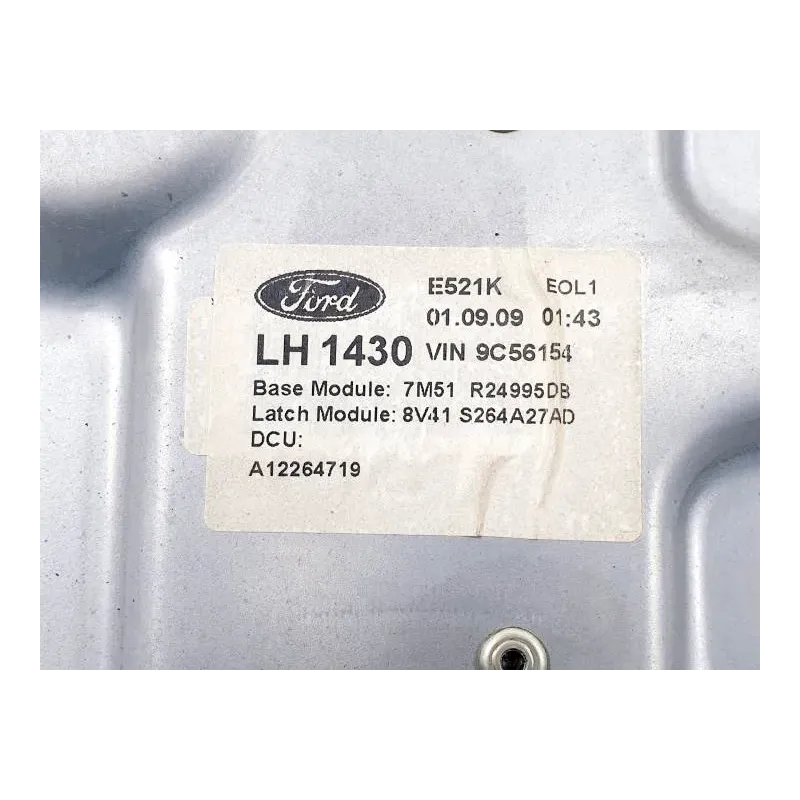 Ford
E521K EOL1
01.09.09 01:43
LH 1430 VIN 9C56154
Base Module: 7M51 R24995DB
Latch Module: 8V41 S264A27AD
DCU:
A12264719